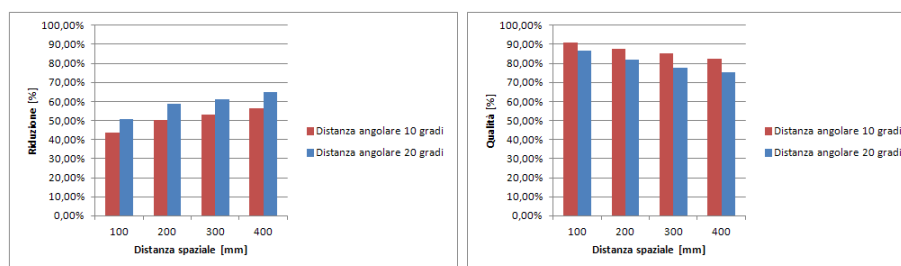 100,00%
90,00%
80,00%
70,00%
60,00%
50,00%
40,00%
30,00%
20,00%
10,00%
0,00%
Riduzione [%]
100 200 300 400
Distanza spaziale [mm]
Distanza angolare 10 gradi
Distanza angolare 20 gradi
100,00%
90,00%
80,00%
70,00%
60,00%
50,00%
40,00%
30,00%
20,00%
10,00%
0,00%
Qualità [%]
100 200 300 400
Distanza spaziale [mm]
Distanza angolare 10 gradi
Distanza angolare 20 gradi